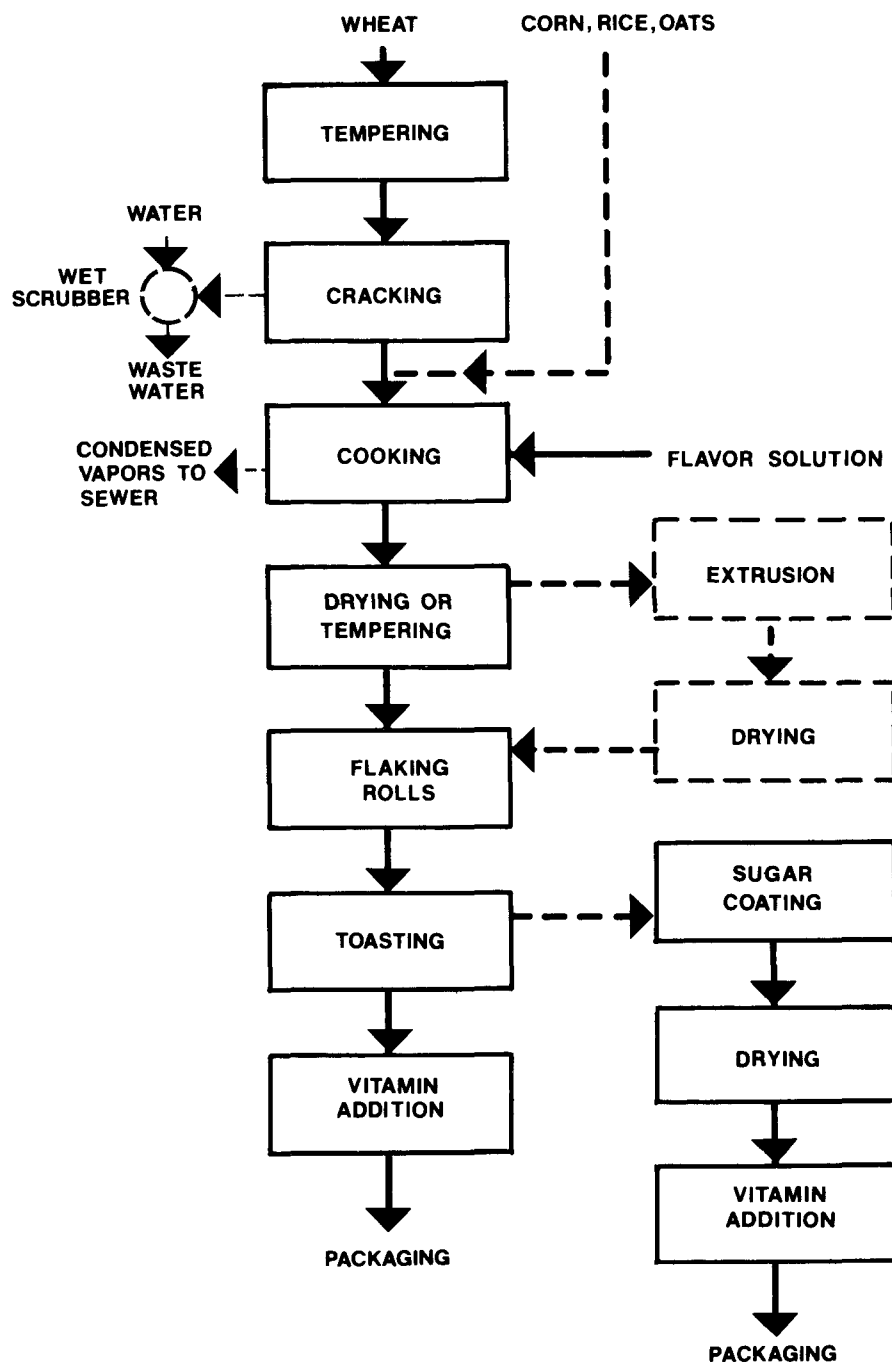 WHEAT
CORN, RICE, OATS
TEMPERING
WATER
WET
SCRUBBER
CRACKING
WASTE
WATER
CONDENSED
VAPORS TO
SEWER
COOKING
FLAVOR SOLUTION
EXTRUSION
DRYING OR
TEMPERING
DRYING
FLAKING
ROLLS
SUGAR
COATING
TOASTING
DRYING
VITAMIN
ADDITION
VITAMIN
ADDITION
PACKAGING
PACKAGING